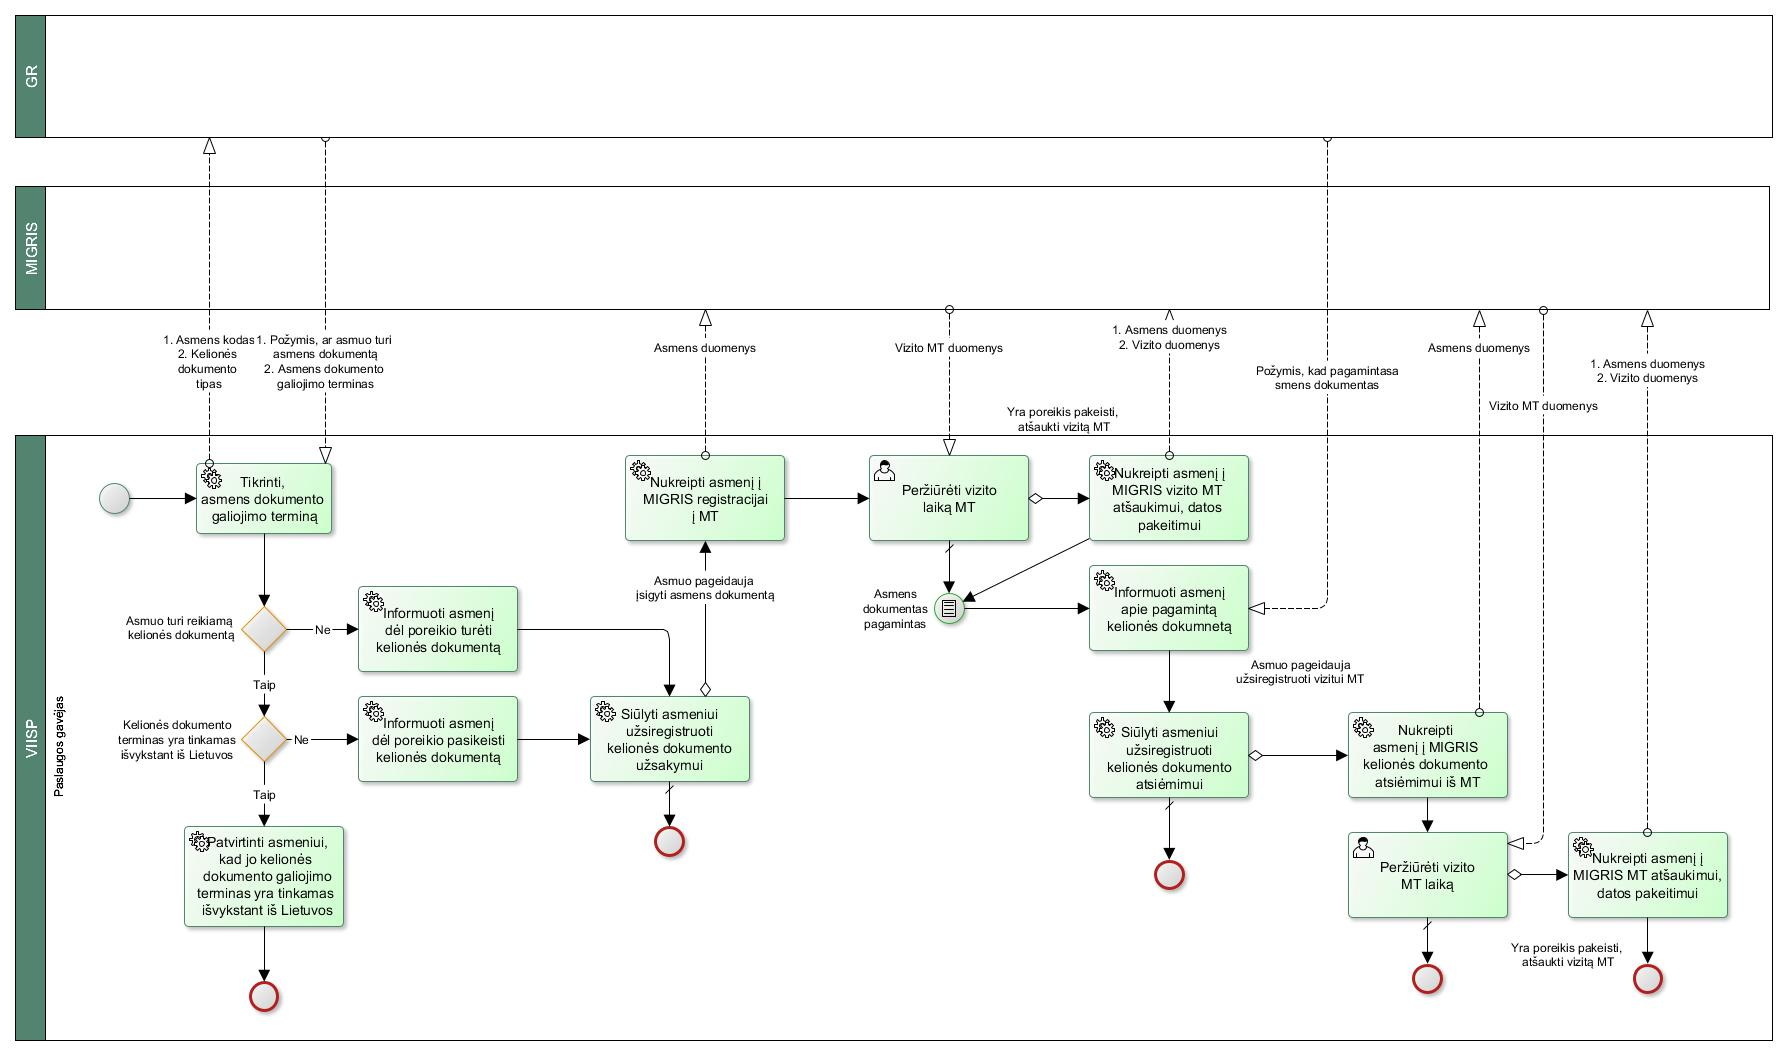 GR
MIGRIS
1. Asmens kodas
2. Kelionės
dokumento
tipas
1. Požymis, ar asmuo turi
asmens dokumentą
2. Asmens dokumento
galiojimo terminas
Asmens duomenys
Vizito MT duomenys
1. Asmens duomenys
2. Vizito duomenys
Požymis, kad pagamintasa
smens dokumentas
Asmens duomenys
Vizito MT duomenys
1. Asmens duomenys
2. Vizito duomenys
Yra poreikis pakeisti,
atšaukti vizitą MT
VIISP
Paslaugos gavėjas
Tikrinti,
asmens dokumento
galiojimo terminą
Asmuo turi reikiamą
kelionės dokumentą
Ne
Informuoti asmenį
dėl poreikio turėti
kelionės dokumentą
Taip
Kelionės dokumento
terminas yra tinkamas
išvykstant iš Lietuvos
Ne
Informuoti asmenį
dėl poreikio pasikeisti
kelionės dokumentą
Taip
Patvirtinti asmeniui,
kad jo kelionės
dokumento galiojimo
terminas yra tinkamas
išvykstant iš Lietuvos
Siūlyti asmeniui
užsiregistruoti
kelionės dokumento
užsakymui
Asmuo pageidauja
įsigyti asmens dokumentą
Nukreipti asmenį į
MIGRIS registracijai
į MT
Peržiūrėti vizito
laiką MT
Nukreipti asmenį į
MIGRIS vizito MT
atšaukimui, datos
pakeitimui
Asmens
dokumentas
pagamintas
Informuoti asmenį
apie pagamintą
kelionės dokumnetą
Asmuo pageidauja
užsiregistruoti vizitui MT
Siūlyti asmeniui
užsiregistruoti
kelionės dokumento
atsiėmimui
Nukreipti
asmenį į MIGRIS
kelionės dokumento
atsiėmimui iš MT
Peržiūrėti vizito
MT laiką
Nukreipti asmenį į
MIGRIS MT atšaukimui,
datos pakeitimui
Yra poreikis pakeisti,
atšaukti vizitą MT